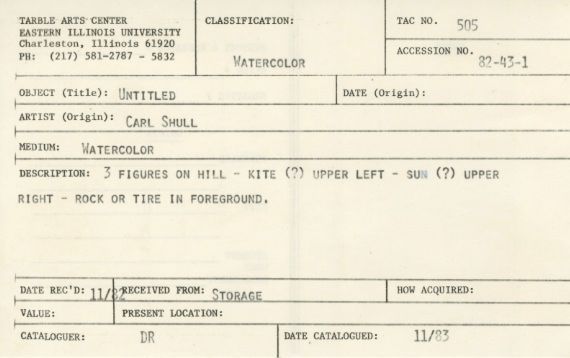 TARBLE ARTS CENTER
EASTERN ILLINOIS UNIVERSITY
Charleston, Illinois 61920
PH: (217) 581-2787 - 5832
CLASSIFICATION:
WATERCOLOR
TAC NO. 505
ACCESSION NO.
82-43-1
OBJECT (Title): UNTITLED
DATE (Origin):
ARTIST (Origin): CARL SHULL
MEDIUM: WATERCOLOR
DESCRIPTION: 3 FIGURES ON HILL - KITE (?) UPPER LEFT - SUN (?) UPPER
RIGHT - ROCK OR TIRE IN FOREGROUND.
DATE REC'D: 11/82
RECEIVED FROM: STORAGE
HOW ACQUIRED:
VALUE:
PRESENT LOCATION:
CATALOGUER: DR
DATE CATALOGUED: 11/83